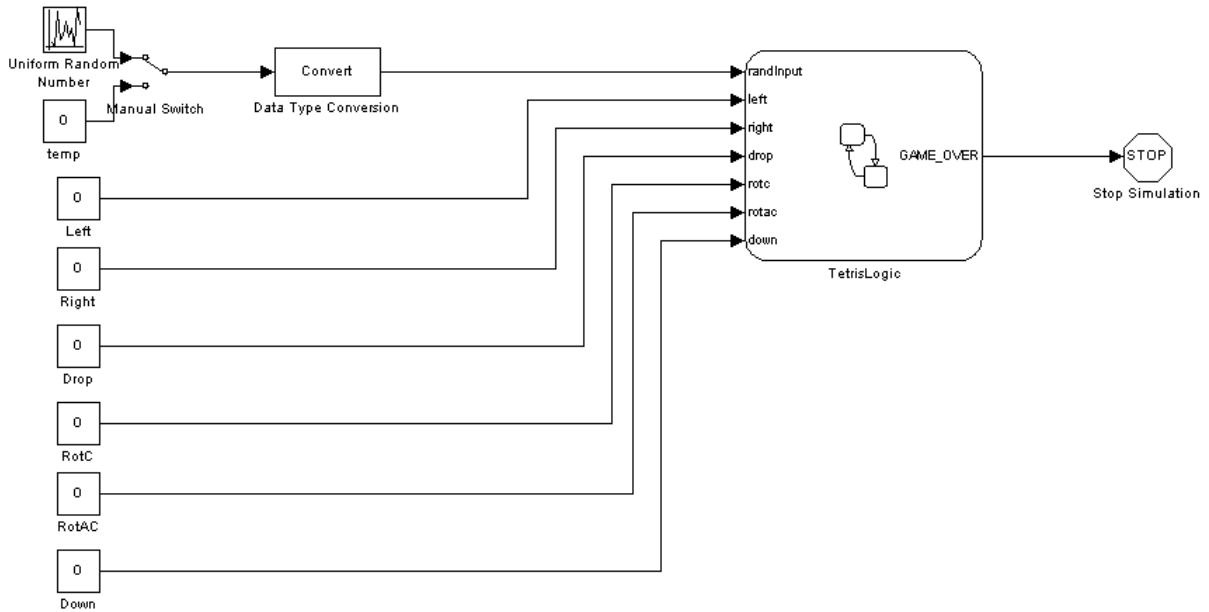 Uniform Random
Number
0
temp
Manual Switch
Convert
Data Type Conversion
0
Left
0
Right
0
Drop
0
RotC
0
RotAC
0
Down
randInput
left
right
drop
rotc
rotac
down
GAME_OVER
TetrisLogic
STOP
Stop Simulation